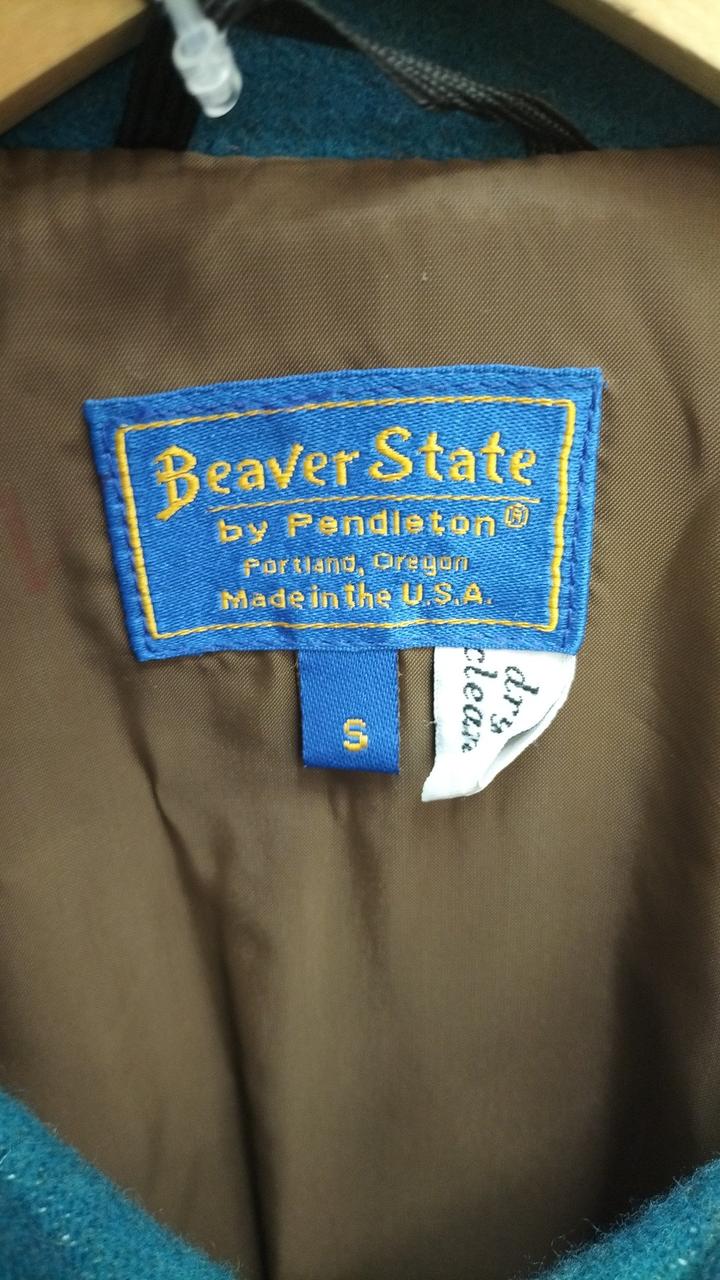 Beaver State
by Pendleton®
Portland, Oregon
Made in the U.S.A.
S
dry
clean